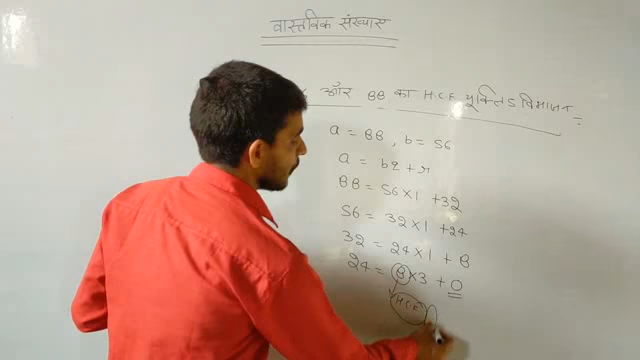 वास्तविक संख्याए
और 88 का H.C.F यूक्लिड विभाजन
a = 88 , b = 56
a = bq + r
88 = 56 × 1 + 32
56 = 32 × 1 + 24
32 = 24 × 1 + 8
24 = 8 × 3 + 0
H.C.F